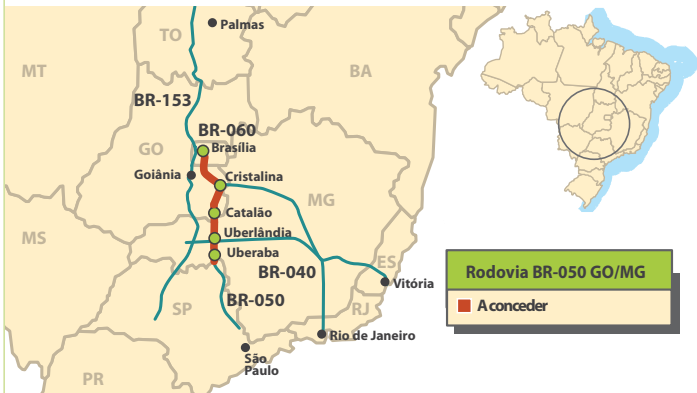 TO
Palmas
MT
BA
BR-153
BR-060
GO
Brasília
Goiânia
Cristalina
MG
Catalão
MS
Uberlândia
Uberaba
ES
BR-040
Vitória
BR-050
SP
RJ
Rio de Janeiro
São
Paulo
PR
Rodovia BR-050 GO/MG
A conceder